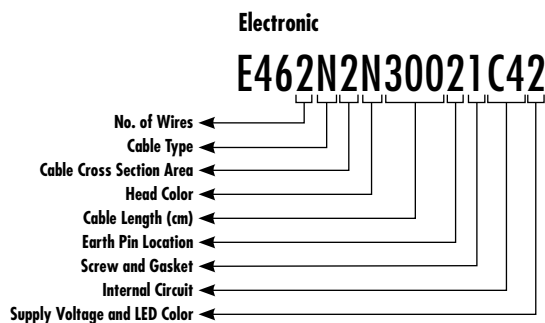 Electronic
E4622N2N30021C42
No. of Wires
Cable Type
Cable Cross Section Area
Head Color
Cable Length (cm)
Earth Pin Location
Screw and Gasket
Internal Circuit
Supply Voltage and LED Color